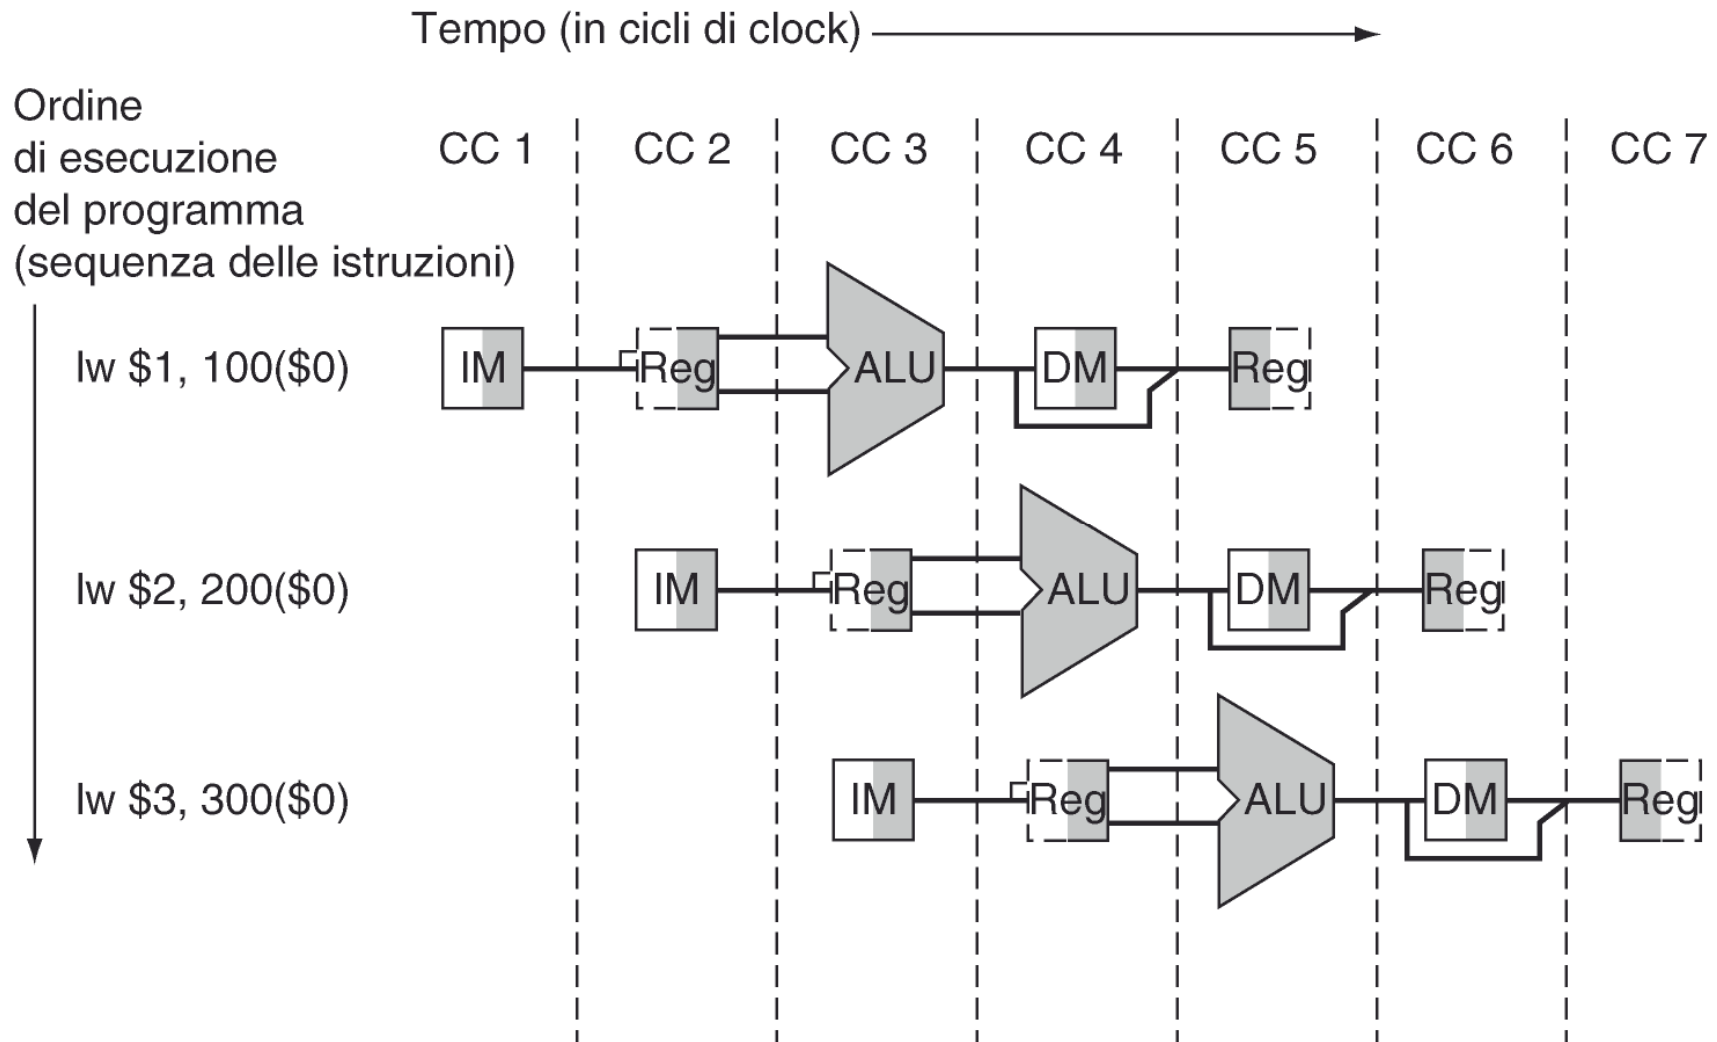 Tempo (in cicli di clock)
Ordine
di esecuzione
del programma
(sequenza delle istruzioni)
CC 1 CC 2 CC 3 CC 4 CC 5 CC 6 CC 7
lw $1, 100($0) IM Reg ALU DM Reg
lw $2, 200($0) IM Reg ALU DM Reg
lw $3, 300($0) IM Reg ALU DM Reg